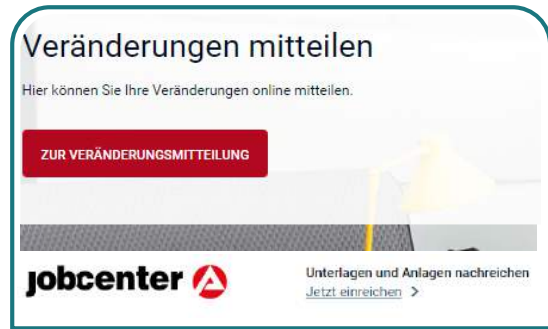 Veränderungen mitteilen
Hier können Sie Ihre Veränderungen online mitteilen.
ZUR VERÄNDERUNGSMITTEILUNG
jobcenter
Unterlagen und Anlagen nachreichen
Jetzt einreichen >